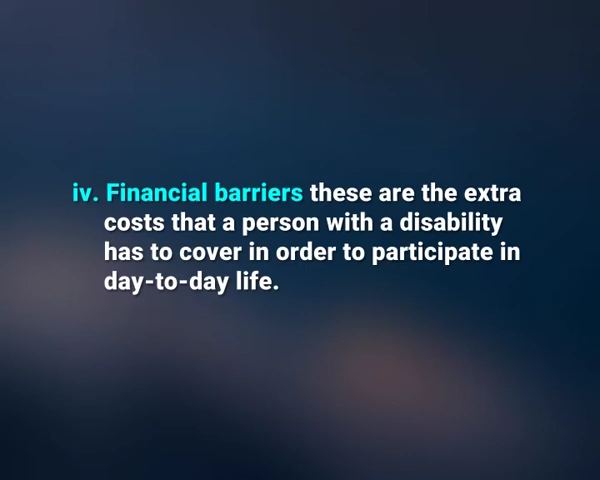 iv. Financial barriers these are the extra
costs that a person with a disability
has to cover in order to participate in
day-to-day life.